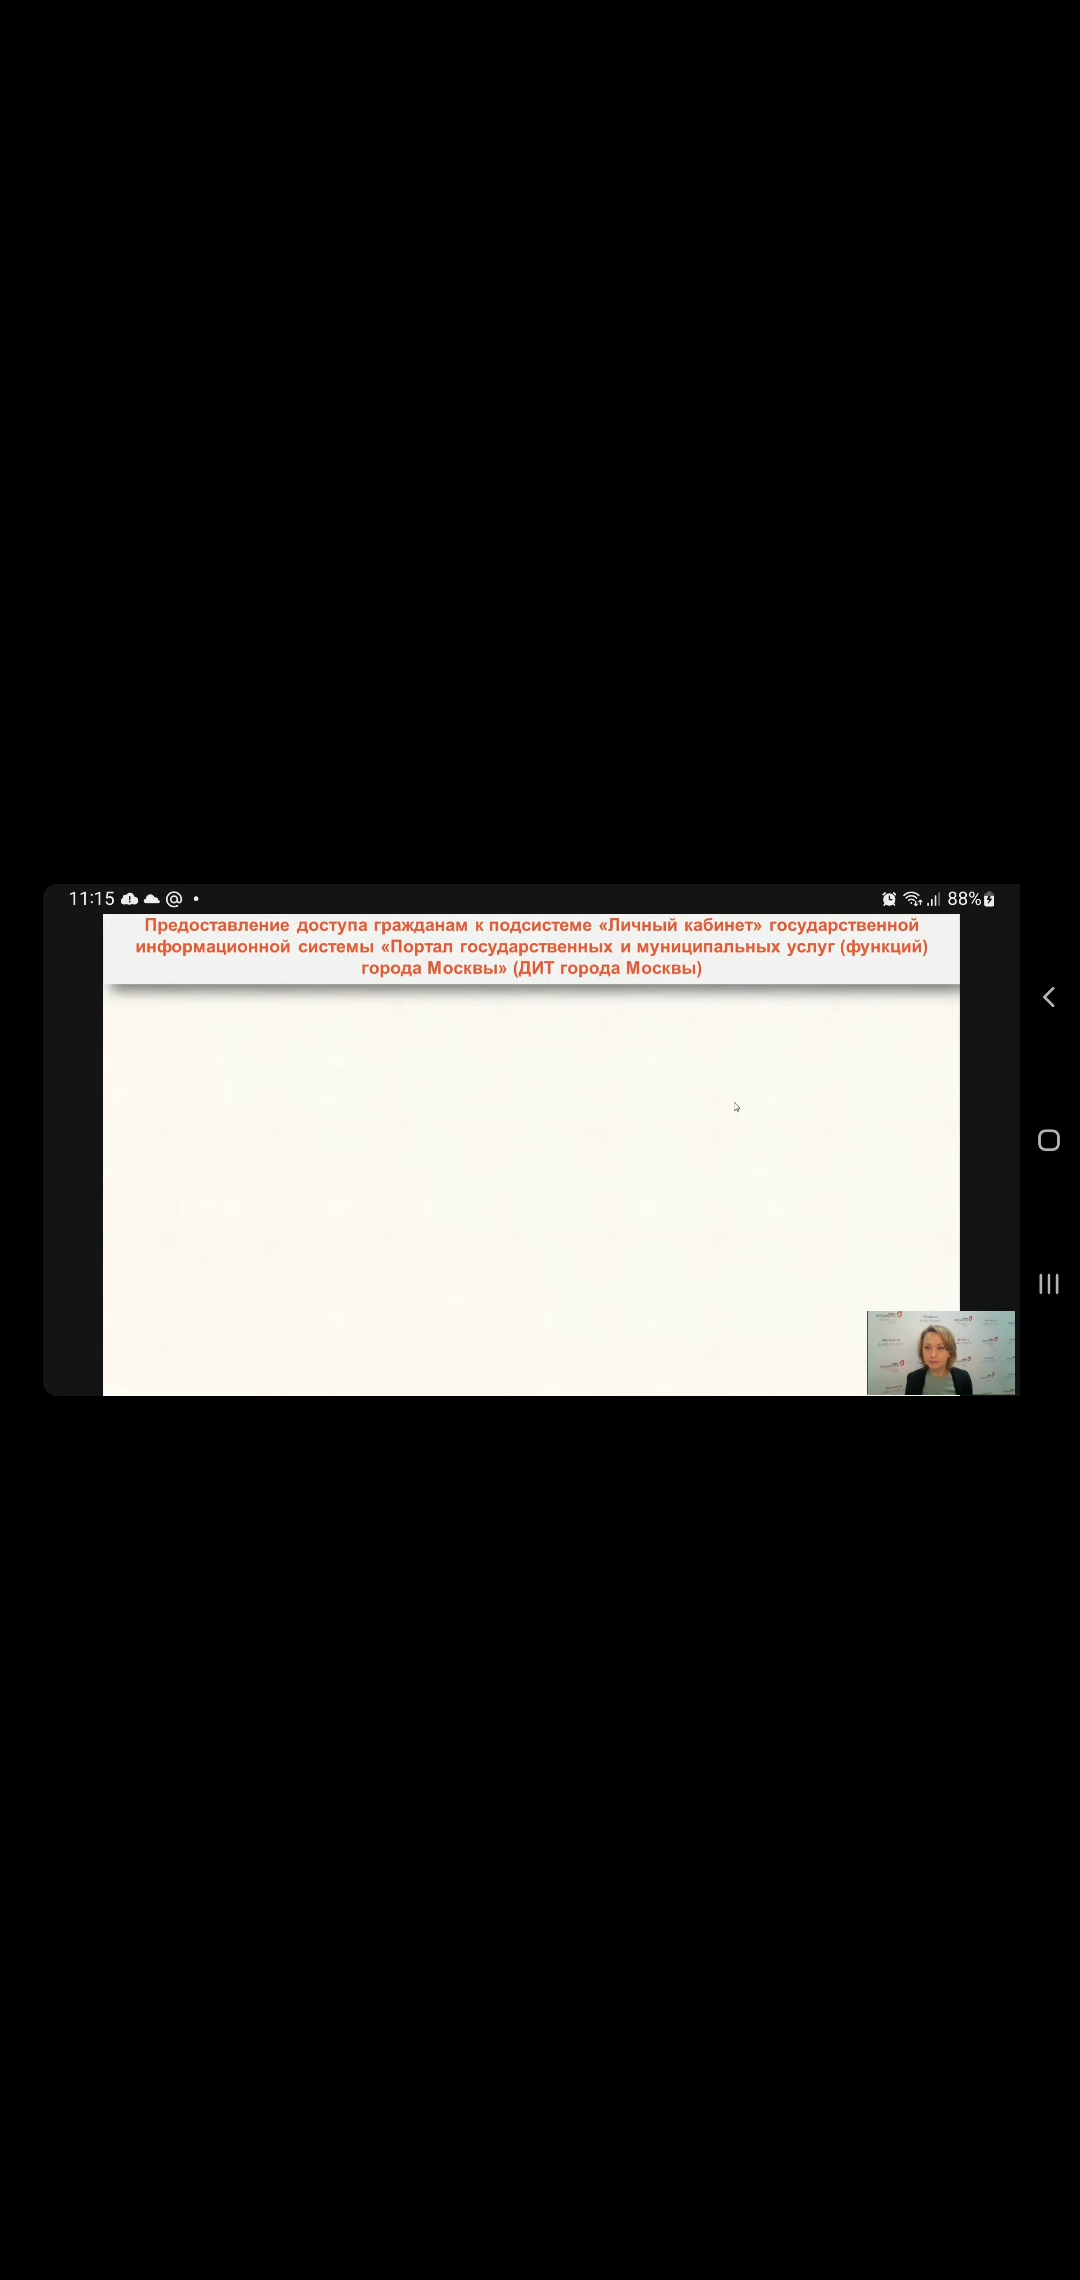 11:15
88%
Предоставление доступа гражданам к подсистеме «Личный кабинет» государственной
информационной системы «Портал государственных и муниципальных услуг (функций)
города Москвы» (ДИТ города Москвы)